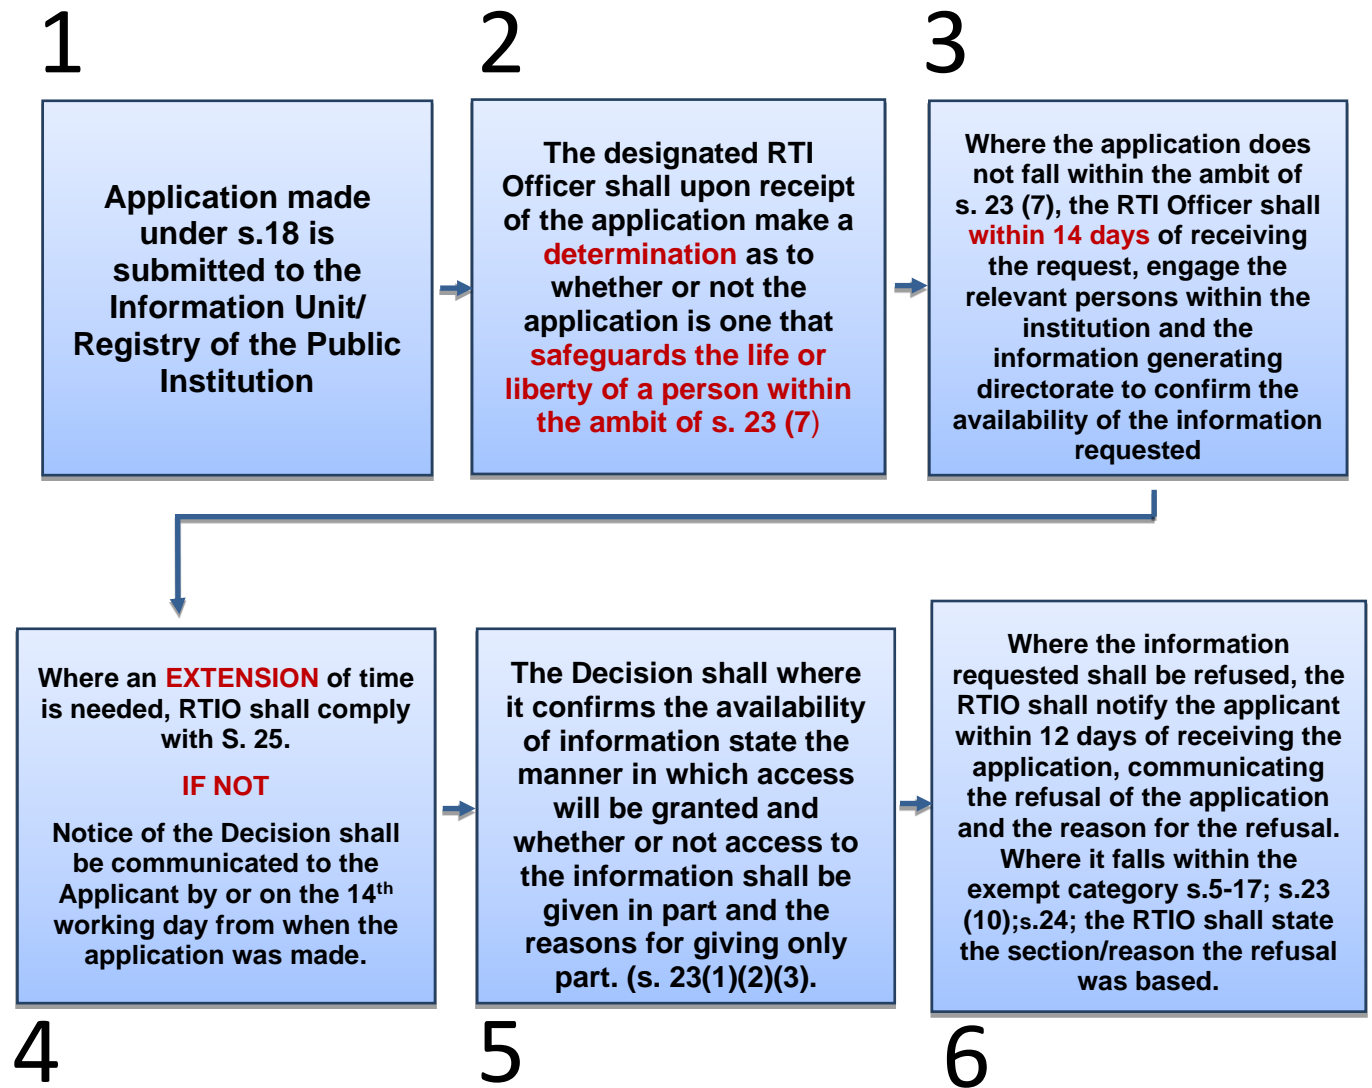 1
Application made
under s.18 is
submitted to the
Information Unit/
Registry of the Public
Institution
2
The designated RTI
Officer shall upon receipt
of the application make a
determination as to
whether or not the
application is one that
safeguards the life or
liberty of a person within
the ambit of s. 23 (7)
3
Where the application does
not fall within the ambit of
s. 23 (7), the RTI Officer shall
within 14 days of receiving
the request, engage the
relevant persons within the
institution and the
information generating
directorate to confirm the
availability of the information
requested
Where an EXTENSION of time
is needed, RTIO shall comply
with S. 25.
IF NOT
Notice of the Decision shall
be communicated to the
Applicant by or on the 14th
working day from when the
application was made.
4
The Decision shall where
it confirms the availability
of information state the
manner in which access
will be granted and
whether or not access to
the information shall be
given in part and the
reasons for giving only
part. (s. 23(1)(2)(3).
5
Where the information
requested shall be refused, the
RTIO shall notify the applicant
within 12 days of receiving the
application, communicating
the refusal of the application
and the reason for the refusal.
Where it falls within the
exempt category s.5-17; s.23
(10);s.24; the RTIO shall state
the section/reason the refusal
was based.
6